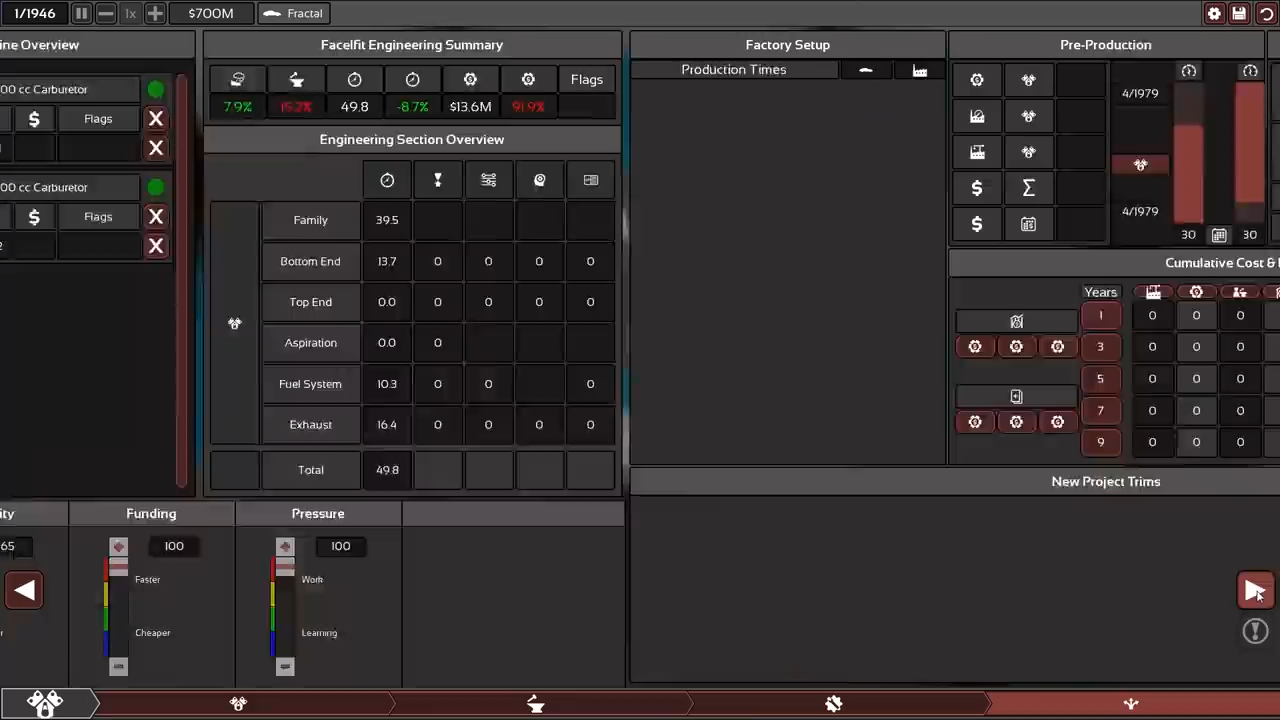 1/1946 1x $700M Fractal
ine Overview Facelfit Engineering Summary Factory Setup Pre-Production
Flags Production Times
00 cc Carburetor
7.9% 15.2% 49.8 -8.7% $13.6M 91.9% 4/1979
$ Flags X
Engineering Section Overview
X
00 cc Carburetor
$ Σ
Family 39.5 4/1979
$ Flags X
$ 30 30
X
Bottom End 13.7 0 0 0 0
Cumulative Cost &
Years
Top End 0.0 0 0 0 0
1 0 0 0
Aspiration 0.0 0
3 0 0 0
Fuel System 10.3 0 0 0
5 0 0 0
7 0 0 0
Exhaust 16.4 0 0 0 0
9 0 0 0
Total 49.8
New Project Trims
ity Funding Pressure
65 100 100
Faster Work
Cheaper Learning